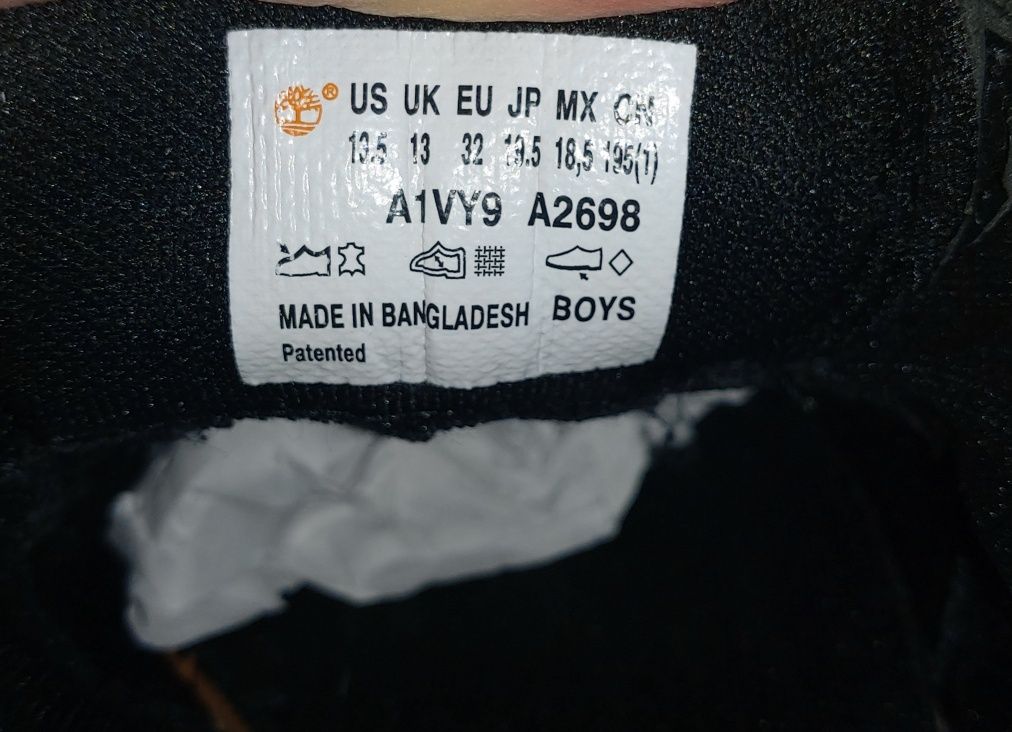 ® US UK EU JP MX CN
13.5 13 32 19.5 18,5 195(1)
A1VY9 A2698
MADE IN BANGLADESH BOYS
Patented